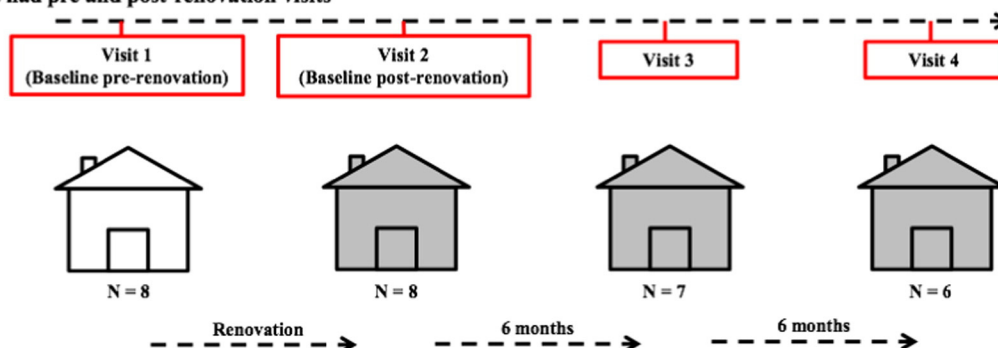 had pre and post-renovation visits
Visit 1
(Baseline pre-renovation)
Visit 2
(Baseline post-renovation)
Visit 3
Visit 4
N = 8
N = 8
N = 7
N = 6
Renovation
6 months
6 months